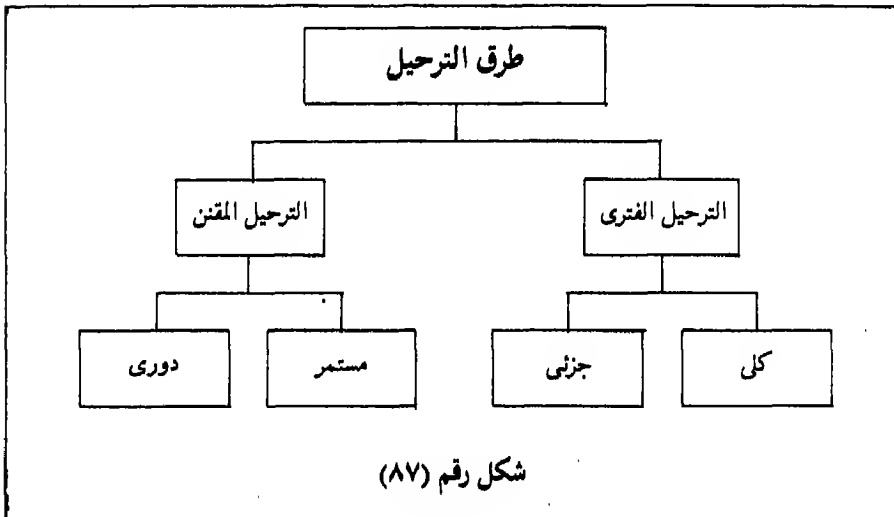 طرق الترحيل
الترحيل الفترى
الترحيل المقنن
كلى
جزئى
مستمر
دورى
شكل رقم (٨٧)